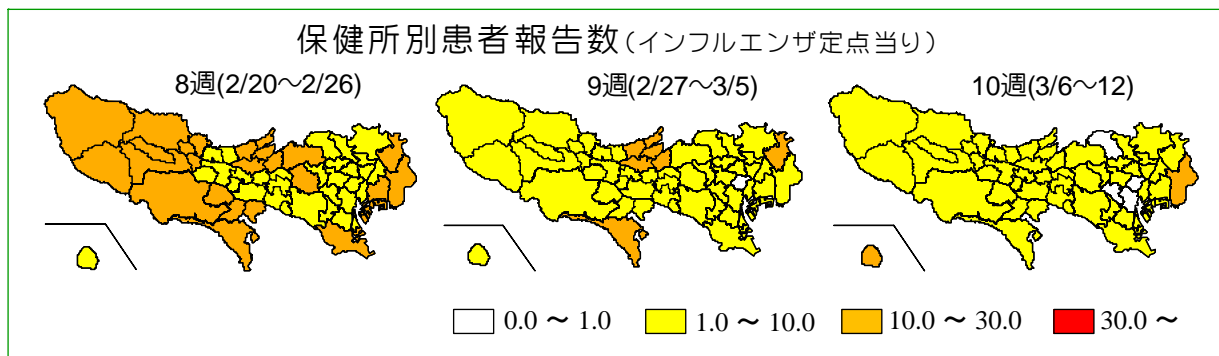 保健所別患者報告数(インフルエンザ定点当り)
8週(2/20～2/26)
9週(2/27～3/5)
10週(3/6～12)
0.0 ～ 1.0
1.0 ～ 10.0
10.0 ～ 30.0
30.0 ～